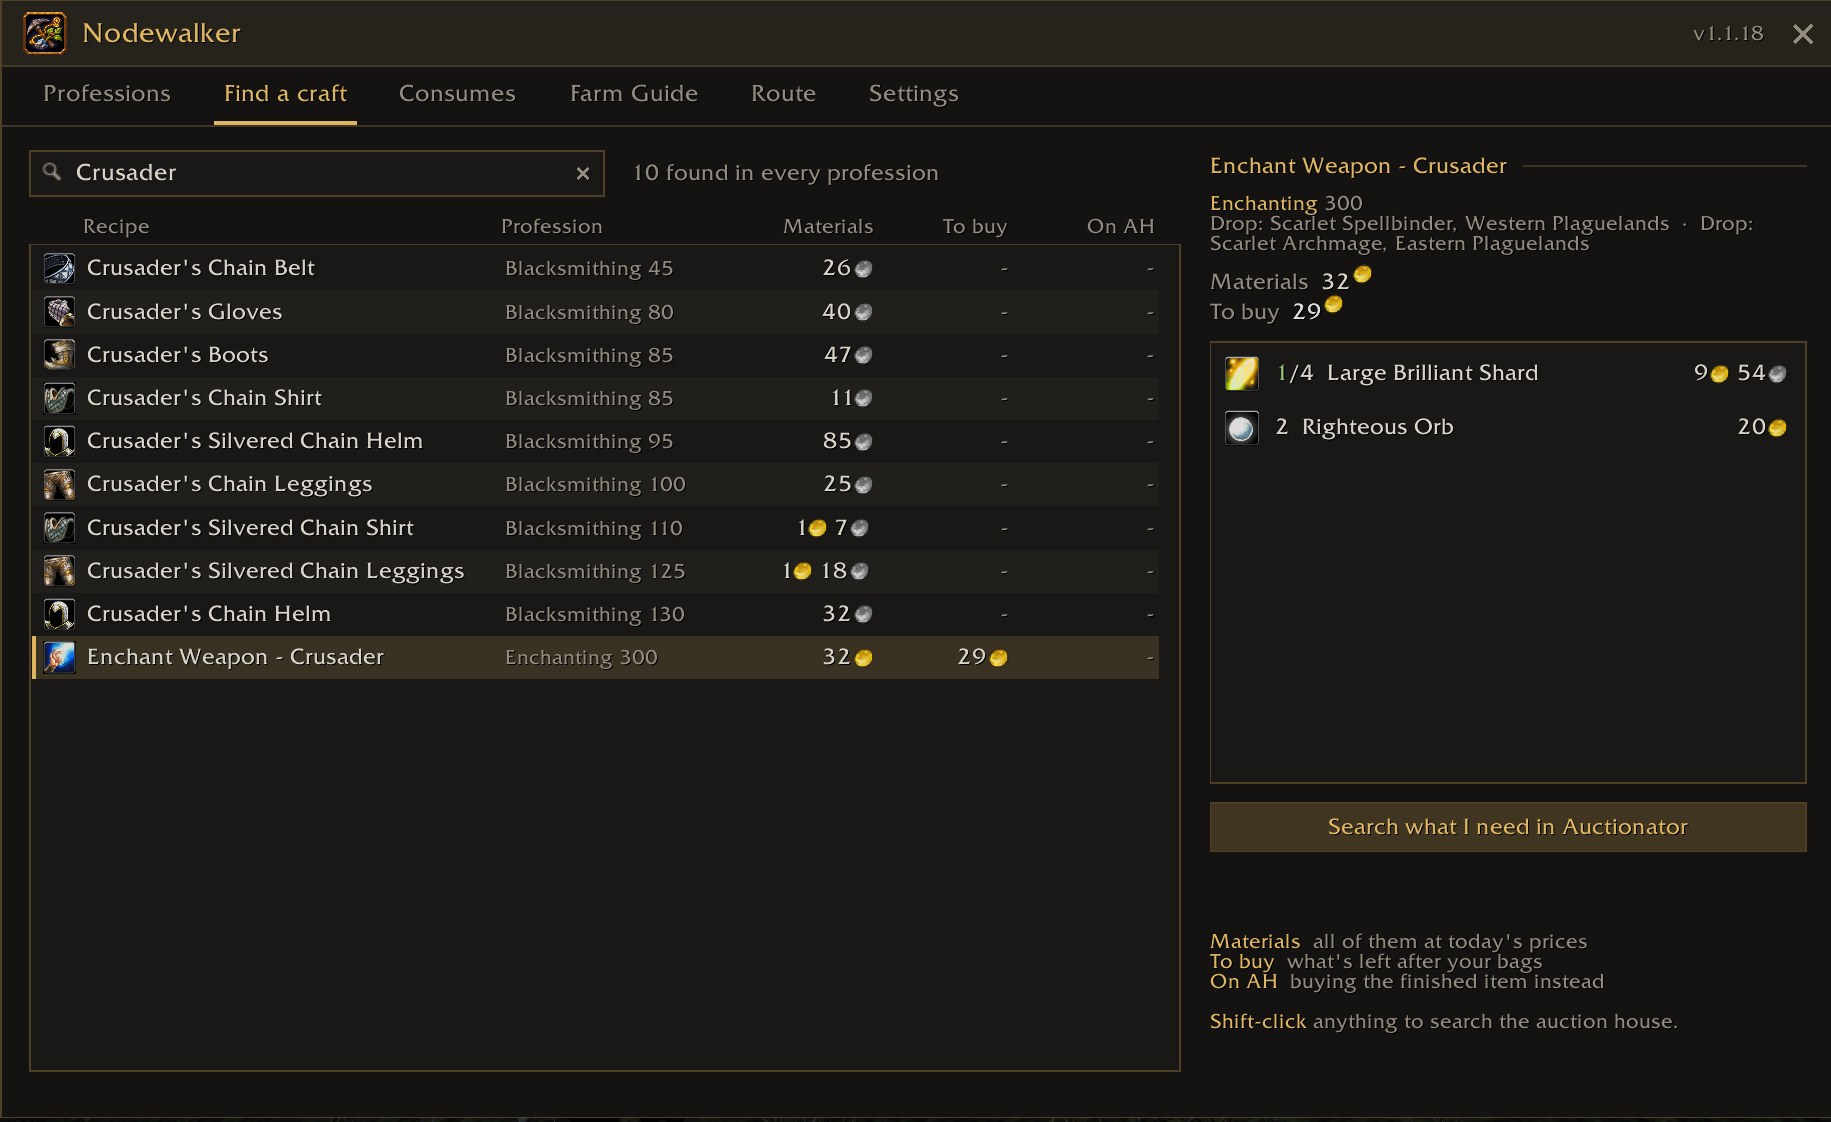 Nodewalker
v1.1.18
Professions Find a craft Consumes Farm Guide Route Settings
Crusader
10 found in every profession
Recipe Profession Materials To buy On AH
Crusader's Chain Belt Blacksmithing 45 26 - -
Crusader's Gloves Blacksmithing 80 40 - -
Crusader's Boots Blacksmithing 85 47 - -
Crusader's Chain Shirt Blacksmithing 85 11 - -
Crusader's Silvered Chain Helm Blacksmithing 95 85 - -
Crusader's Chain Leggings Blacksmithing 100 25 - -
Crusader's Silvered Chain Shirt Blacksmithing 110 1 7 - -
Crusader's Silvered Chain Leggings Blacksmithing 125 1 18 - -
Crusader's Chain Helm Blacksmithing 130 32 - -
Enchant Weapon - Crusader Enchanting 300 32 29 -
Enchant Weapon - Crusader
Enchanting 300
Drop: Scarlet Spellbinder, Western Plaguelands · Drop:
Scarlet Archmage, Eastern Plaguelands
Materials 32
To buy 29
1/4 Large Brilliant Shard 9 54
2 Righteous Orb 20
Search what I need in Auctionator
Materials all of them at today's prices
To buy what's left after your bags
On AH buying the finished item instead
Shift-click anything to search the auction house.